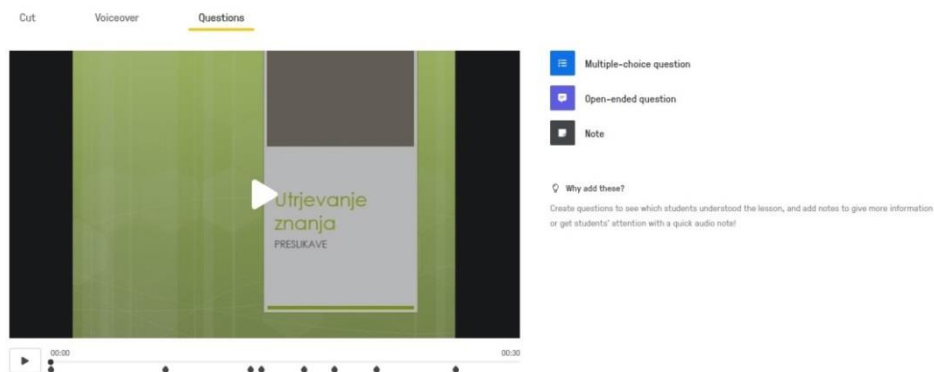 Cut
Voiceover
Questions
Utrjevanje
znanja
PRESLIKAVE
00:00
00:30
Multiple-choice question
Open-ended question
Note
Why add these?
Create questions to see which students understood the lesson, and add notes to give more information
or get students' attention with a quick audio note!